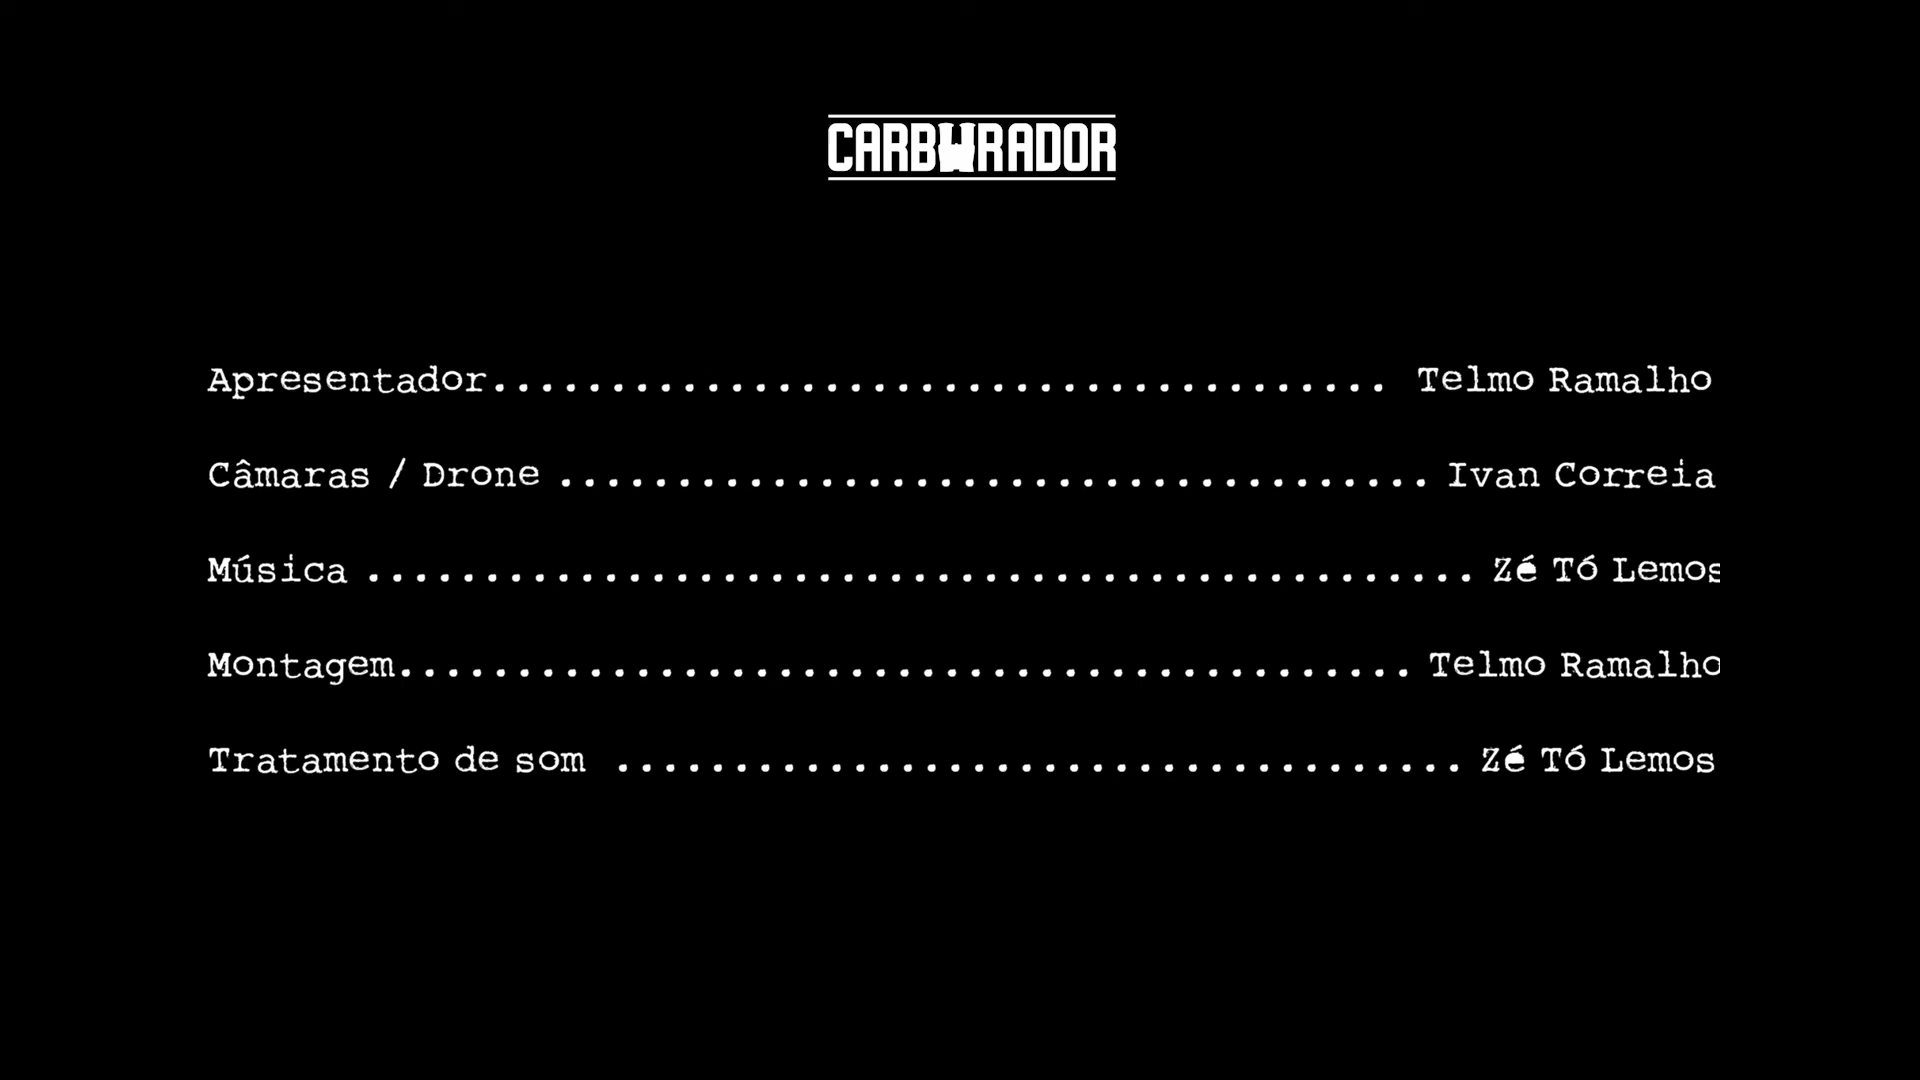 CARBURADOR
Apresentador...................................... Telmo Ramalho
Câmaras / Drone ..................................... Ivan Correia
Música ............................................... Zé Tó Lemos
Montagem........................................... Telmo Ramalho
Tratamento de som .................................... Zé Tó Lemos